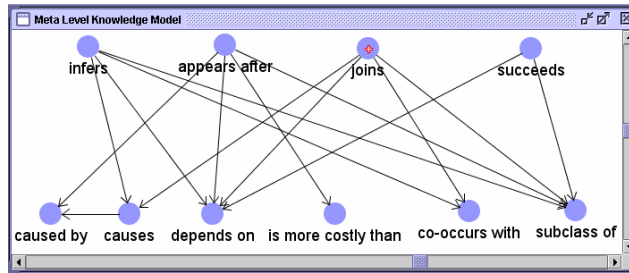 Meta Level Knowledge Model
infers
appears after
joins
succeeds
caused by
causes
depends on
is more costly than
co-occurs with
subclass of